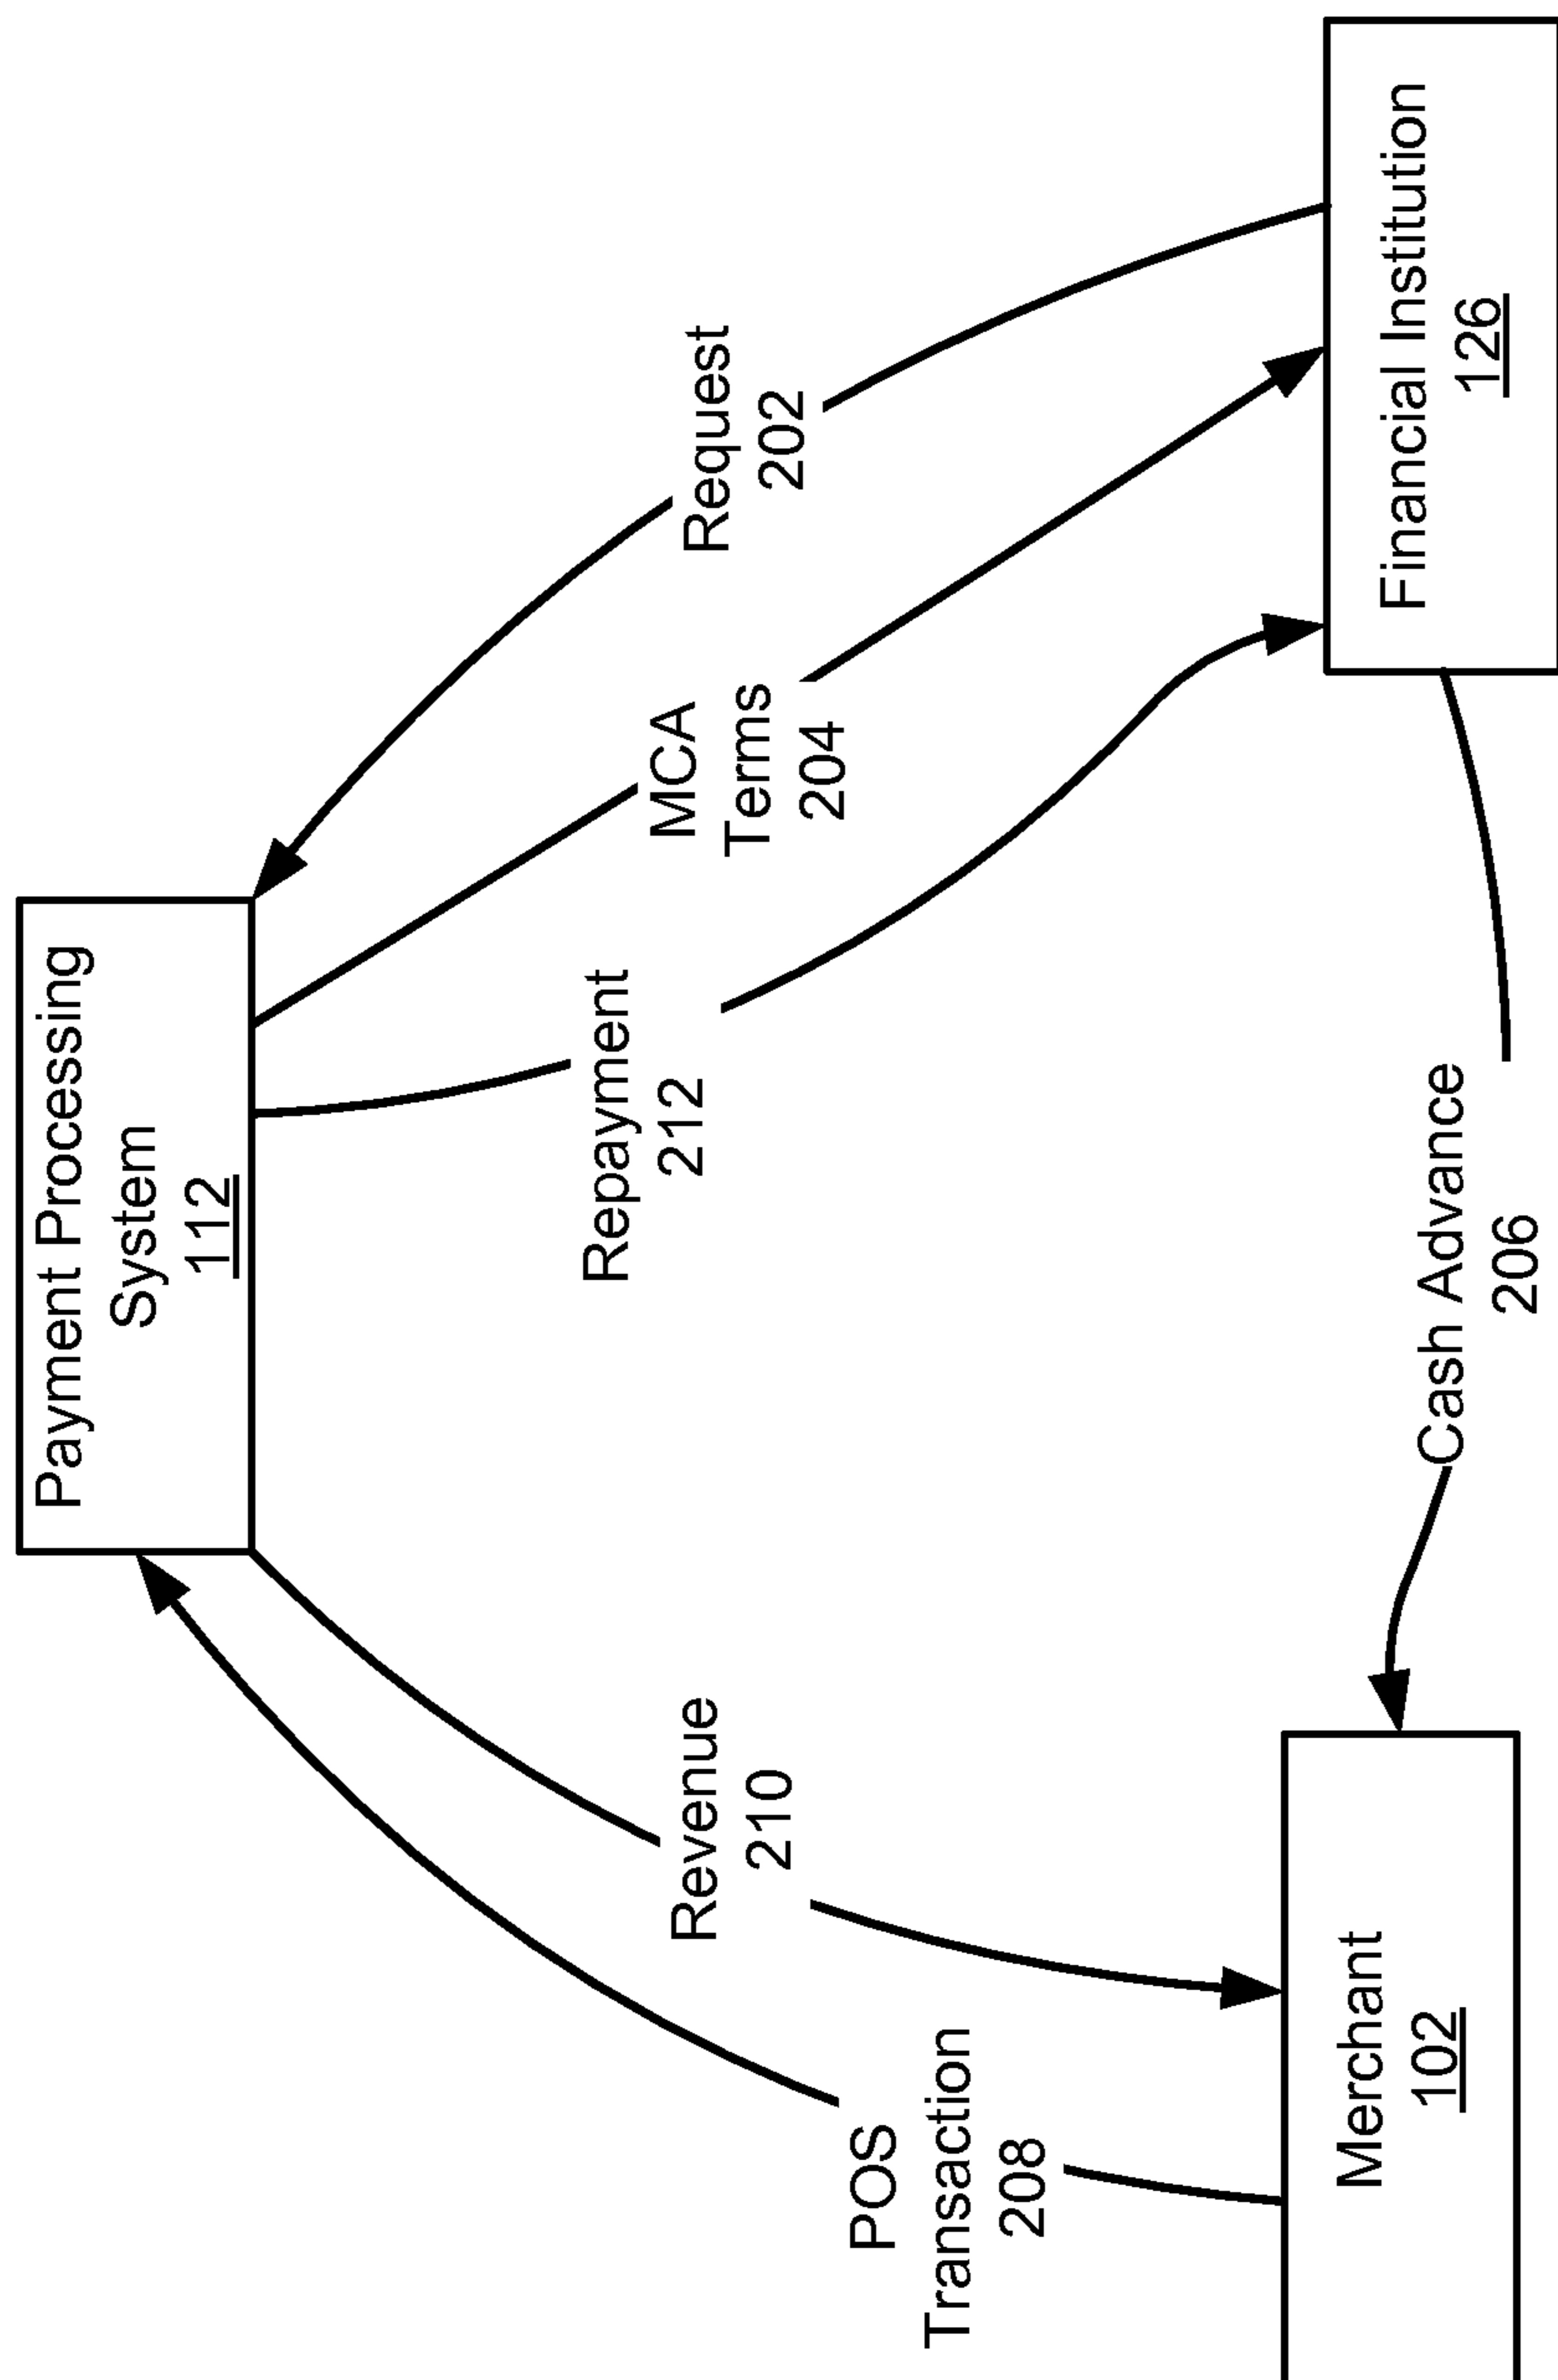 Payment Processing
System
112
Request
202
MCA
Terms
204
Repayment
212
Revenue
210
POS
Transaction
208
Cash Advance
206
Merchant
102
Financial Institution
126